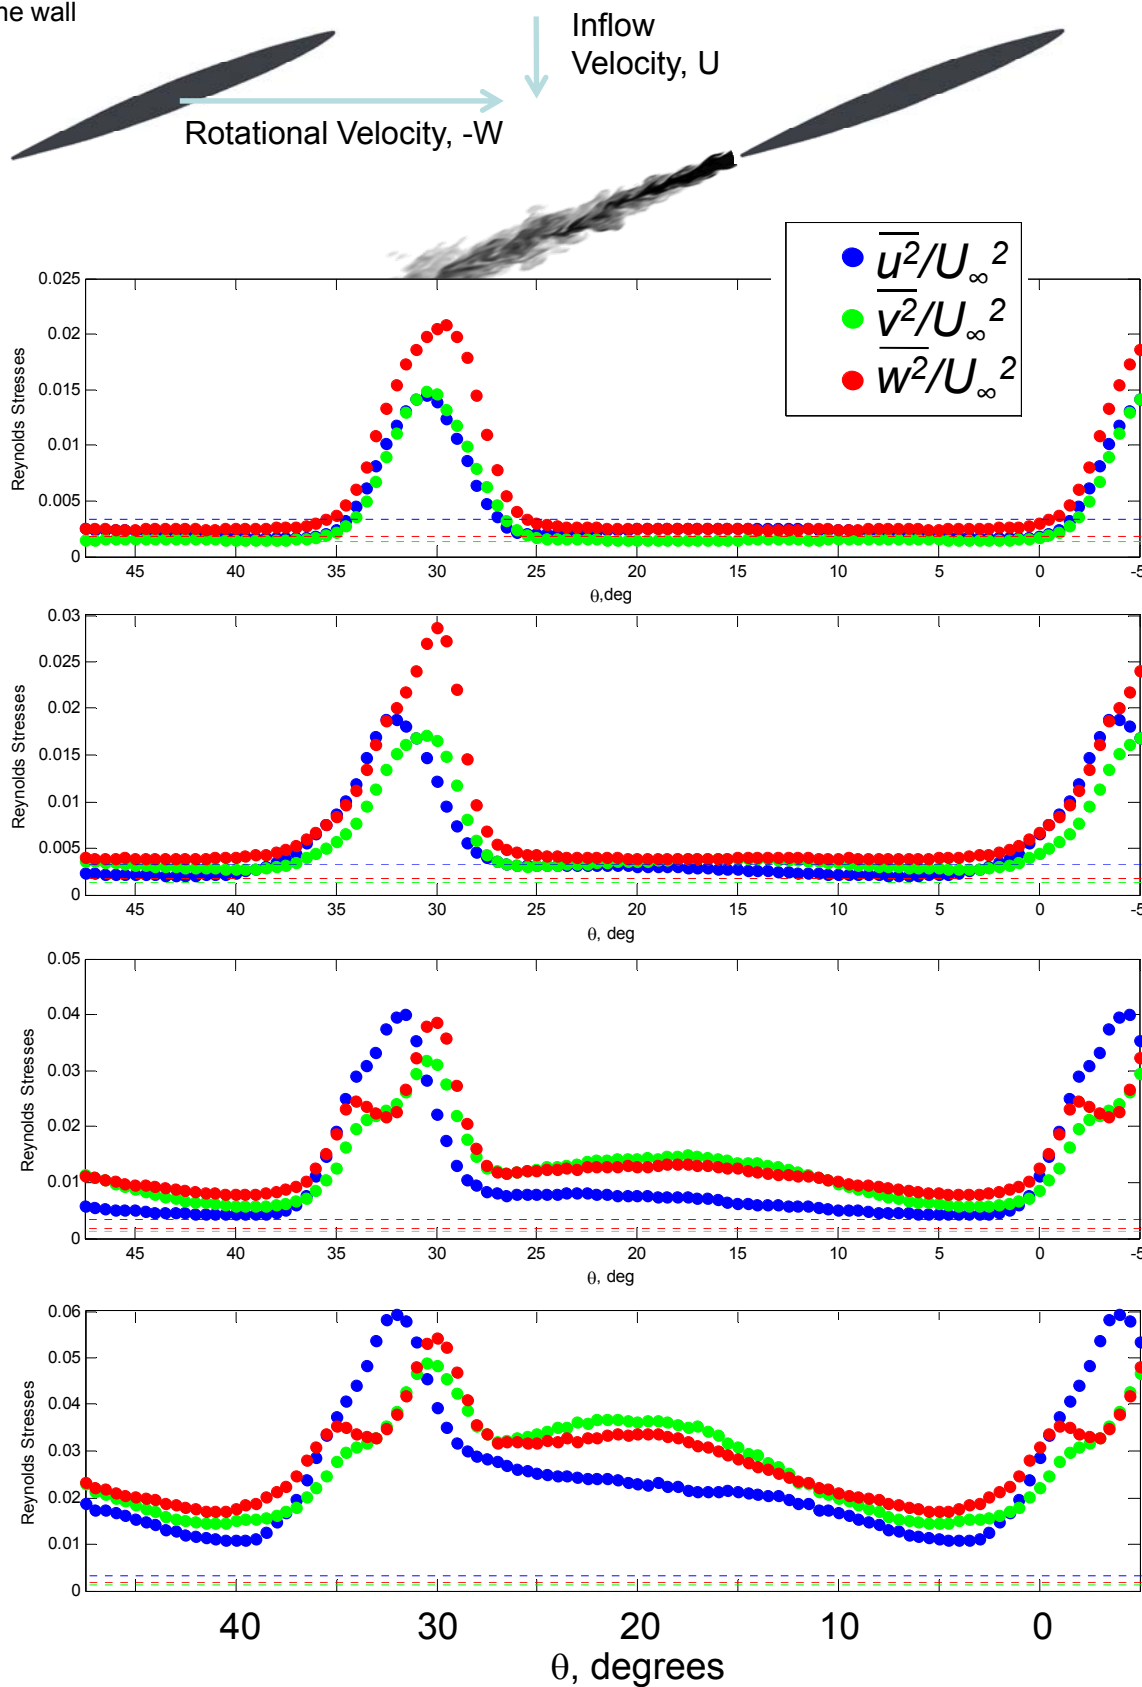 ne wall
Inflow
Velocity, U
Rotational Velocity, -W
u²/U∞²
v²/U∞²
w²/U∞²
0.025
0.02
0.015
0.01
0.005
0
Reynolds Stresses
45 40 35 30 25 20 15 10 5 0 -5
θ,deg
0.03
0.025
0.02
0.015
0.01
0.005
0
Reynolds Stresses
45 40 35 30 25 20 15 10 5 0 -5
θ, deg
0.05
0.04
0.03
0.02
0.01
0
Reynolds Stresses
45 40 35 30 25 20 15 10 5 0 -5
θ, deg
0.06
0.05
0.04
0.03
0.02
0.01
0
Reynolds Stresses
40 30 20 10 0
θ, degrees